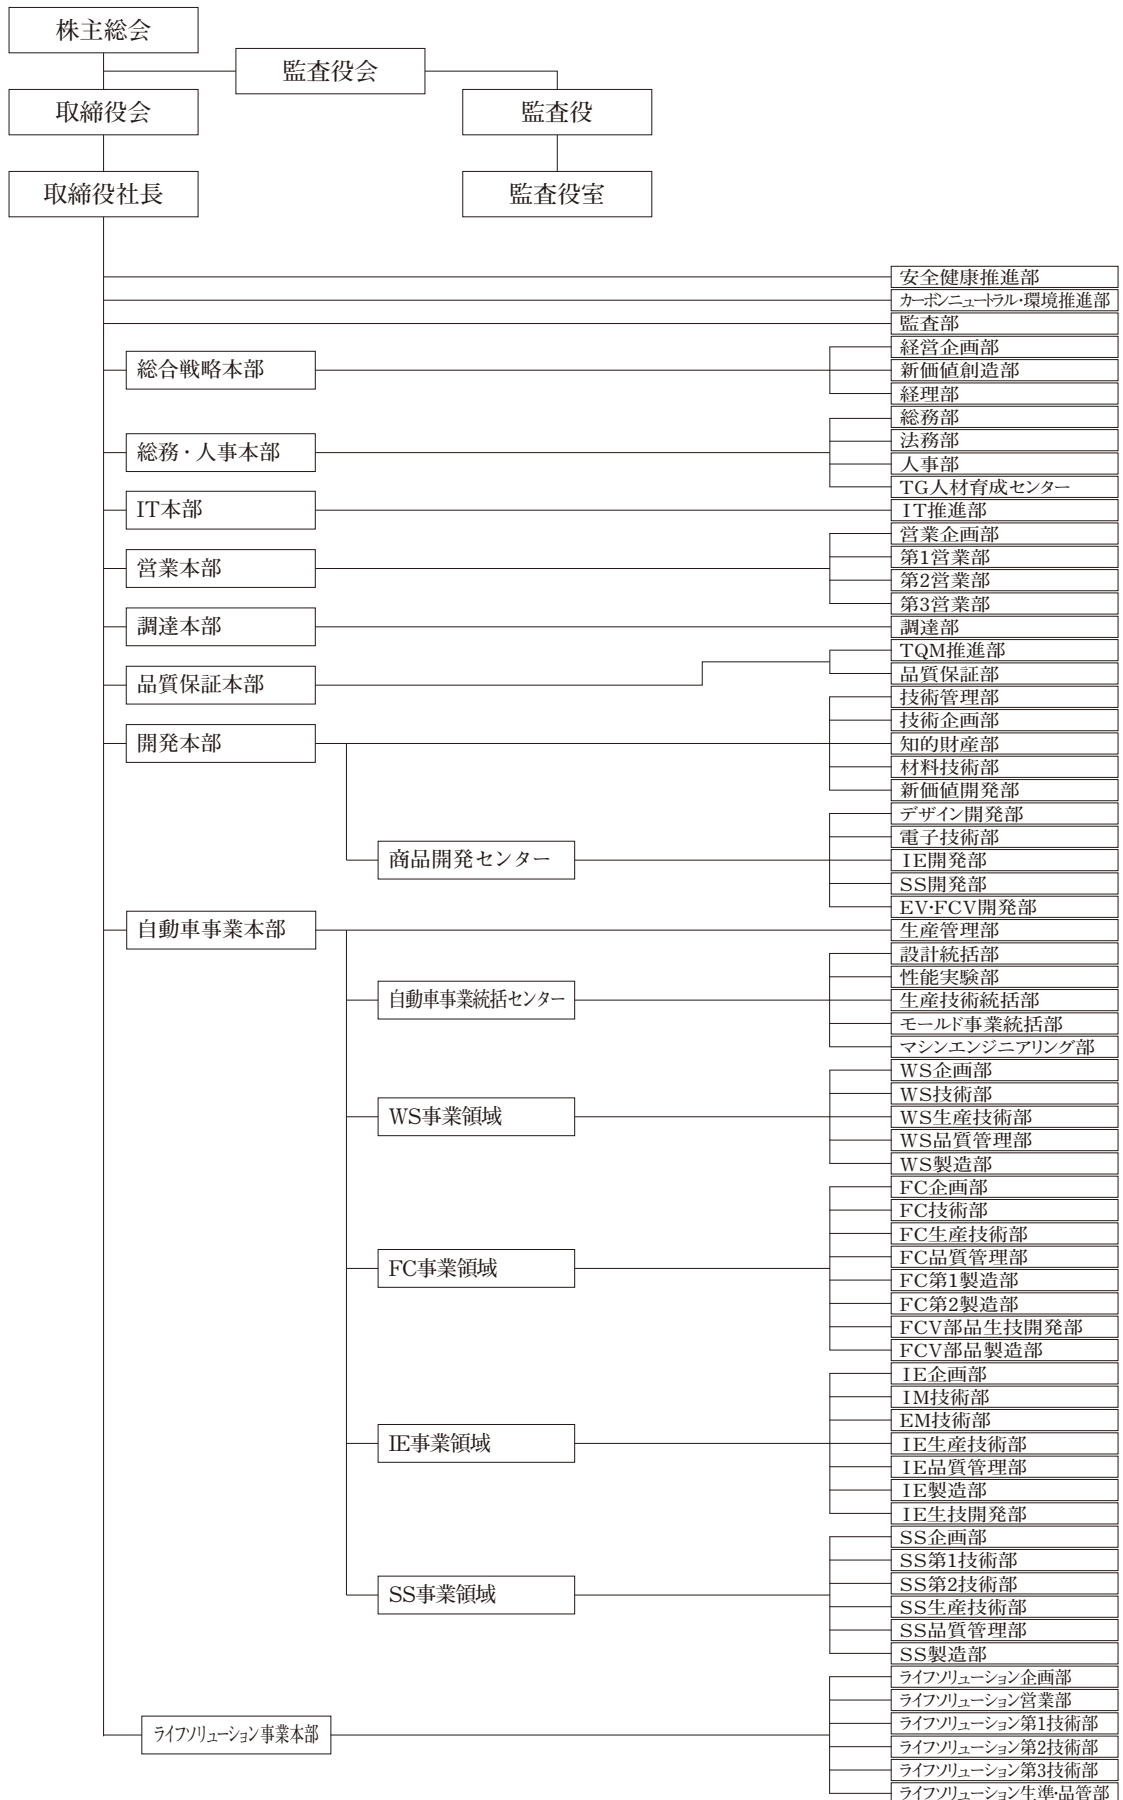 株主総会
監査役会
取締役会
監査役
取締役社長
監査役室
安全健康推進部
カーボンニュートラル・環境推進部
監査部
総合戦略本部
経営企画部
新価値創造部
経理部
総務・人事本部
総務部
法務部
人事部
TG人材育成センター
IT本部
IT推進部
営業本部
営業企画部
第1営業部
第2営業部
第3営業部
調達本部
調達部
品質保証本部
TQM推進部
品質保証部
開発本部
技術管理部
技術企画部
知的財産部
材料技術部
新価値開発部
商品開発センター
デザイン開発部
電子技術部
IE開発部
SS開発部
EV・FCV開発部
自動車事業本部
生産管理部
自動車事業統括センター
設計統括部
性能実験部
生産技術統括部
モールド事業統括部
マシンエンジニアリング部
WS事業領域
WS企画部
WS技術部
WS生産技術部
WS品質管理部
WS製造部
FC事業領域
FC企画部
FC技術部
FC生産技術部
FC品質管理部
FC第1製造部
FC第2製造部
FCV部品生技開発部
FCV部品製造部
IE事業領域
IE企画部
IM技術部
EM技術部
IE生産技術部
IE品質管理部
IE製造部
IE生技開発部
SS事業領域
SS企画部
SS第1技術部
SS第2技術部
SS生産技術部
SS品質管理部
SS製造部
ライフソリューション事業本部
ライフソリューション企画部
ライフソリューション営業部
ライフソリューション第1技術部
ライフソリューション第2技術部
ライフソリューション第3技術部
ライフソリューション生準・品管部